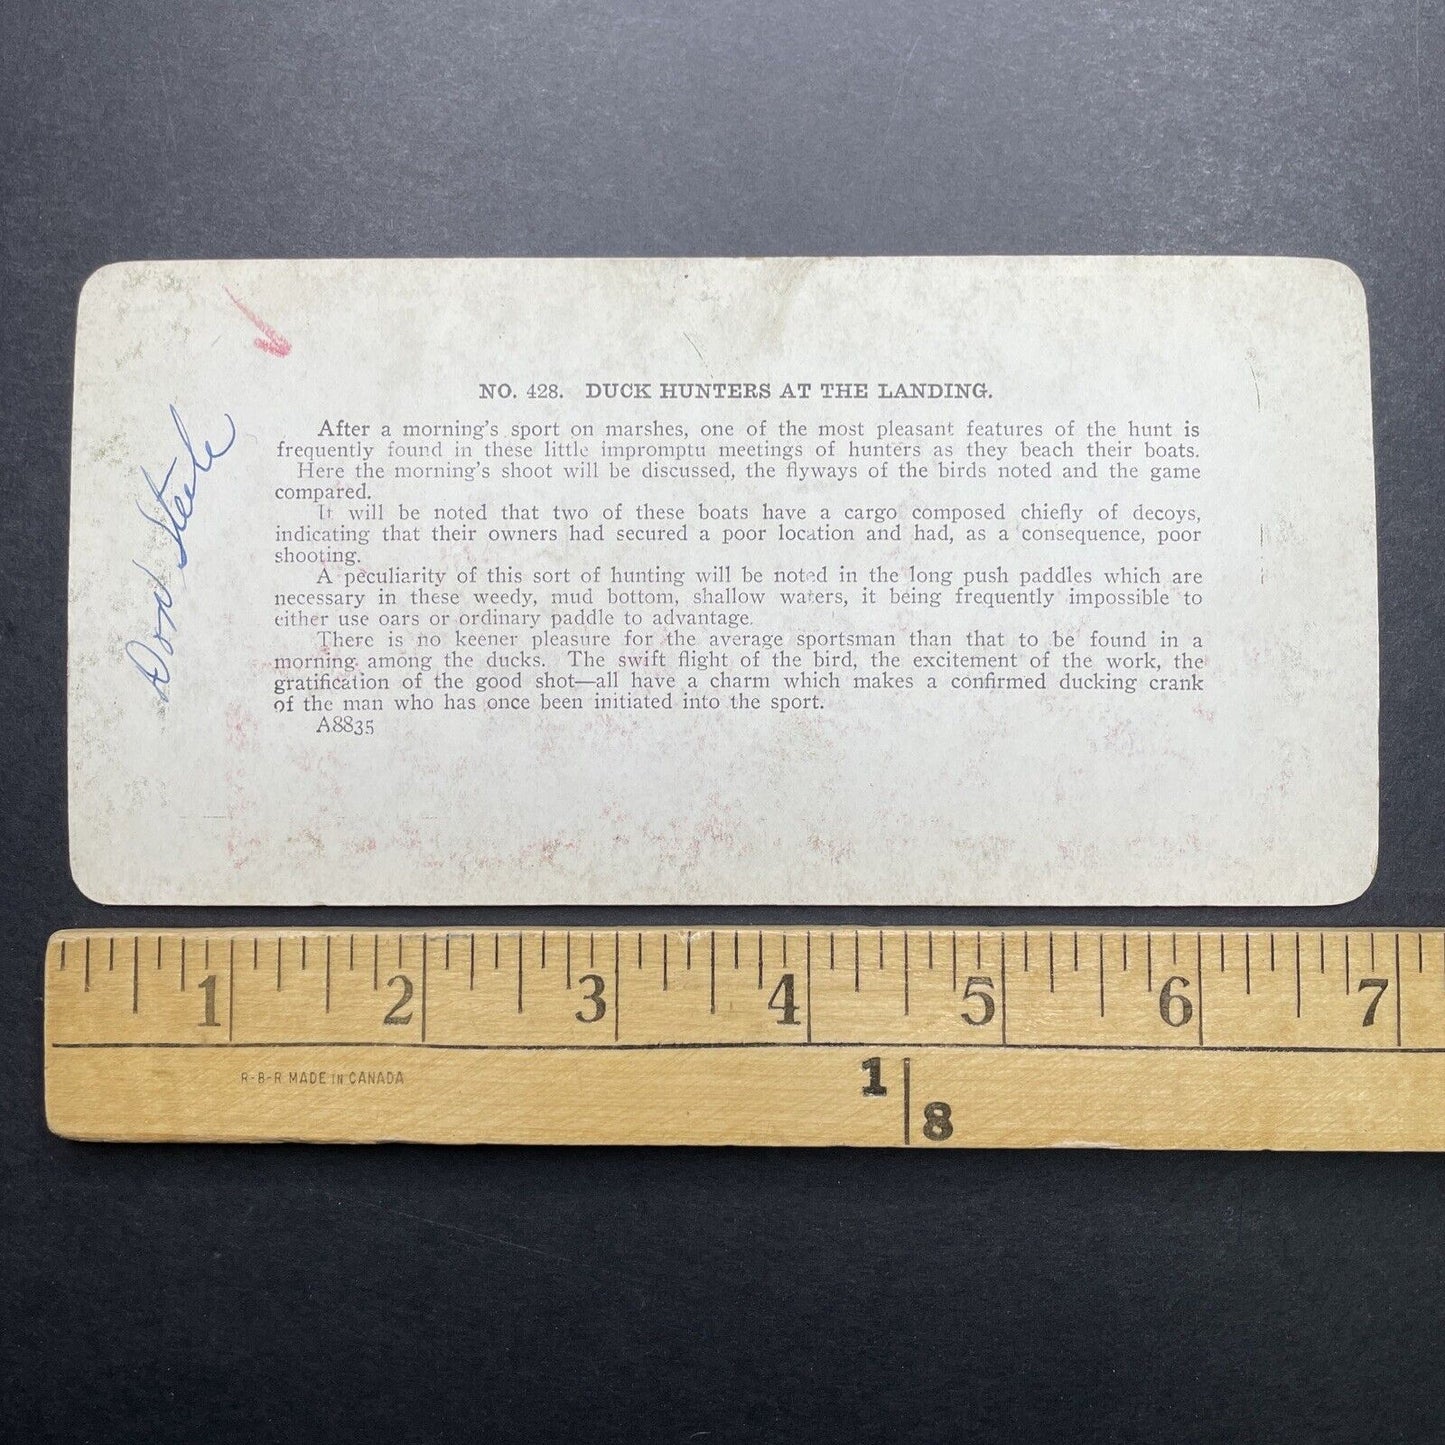 NO. 428. DUCK HUNTERS AT THE LANDING.
After a morning's sport on marshes, one of the most pleasant features of the hunt is
frequently found in these little impromptu meetings of hunters as they beach their boats.
Here the morning's shoot will be discussed, the flyways of the birds noted and the game
compared.
It will be noted that two of these boats have a cargo composed chiefly of decoys,
indicating that their owners had secured a poor location and had, as a consequence, poor
shooting.
A peculiarity of this sort of hunting will be noted in the long push paddles which are
necessary in these weedy, mud bottom, shallow waters, it being frequently impossible to
either use oars or ordinary paddle to advantage.
There is no keener pleasure for the average sportsman than that to be found in a
morning among the ducks. The swift flight of the bird, the excitement of the work, the
gratification of the good shot—all have a charm which makes a confirmed ducking crank
of the man who has once been initiated into the sport.
A8835
Don Steele
1 2 3 4 5 6 7
R-B-R MADE IN CANADA
1
8